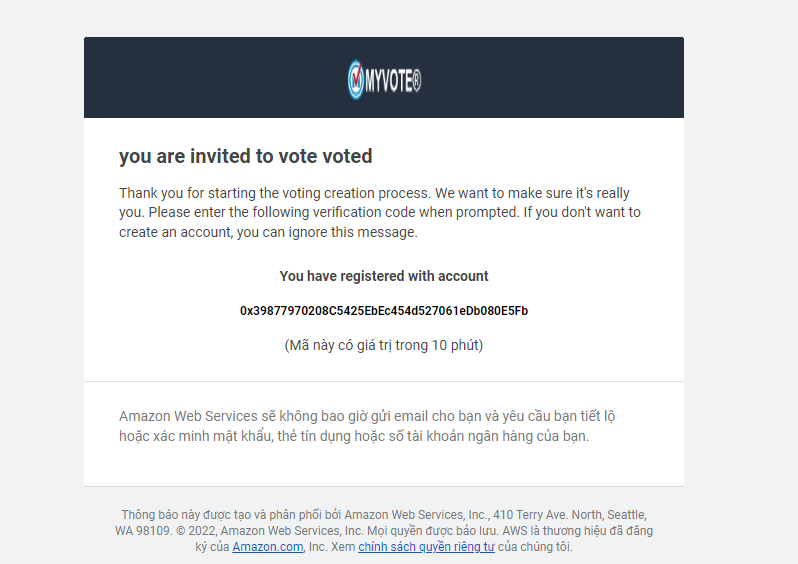 MYVOTE®
you are invited to vote voted
Thank you for starting the voting creation process. We want to make sure it's really
you. Please enter the following verification code when prompted. If you don't want to
create an account, you can ignore this message.
You have registered with account
0x39877970208C5425EbEc454d527061eDb080E5Fb
(Mã này có giá trị trong 10 phút)
Amazon Web Services sẽ không bao giờ gửi email cho bạn và yêu cầu bạn tiết lộ
hoặc xác minh mật khẩu, thẻ tín dụng hoặc số tài khoản ngân hàng của bạn.
Thông báo này được tạo và phân phối bởi Amazon Web Services, Inc., 410 Terry Ave. North, Seattle,
WA 98109. © 2022, Amazon Web Services, Inc. Mọi quyền được bảo lưu. AWS là thương hiệu đã đăng
ký của Amazon.com, Inc. Xem chính sách quyền riêng tư của chúng tôi.